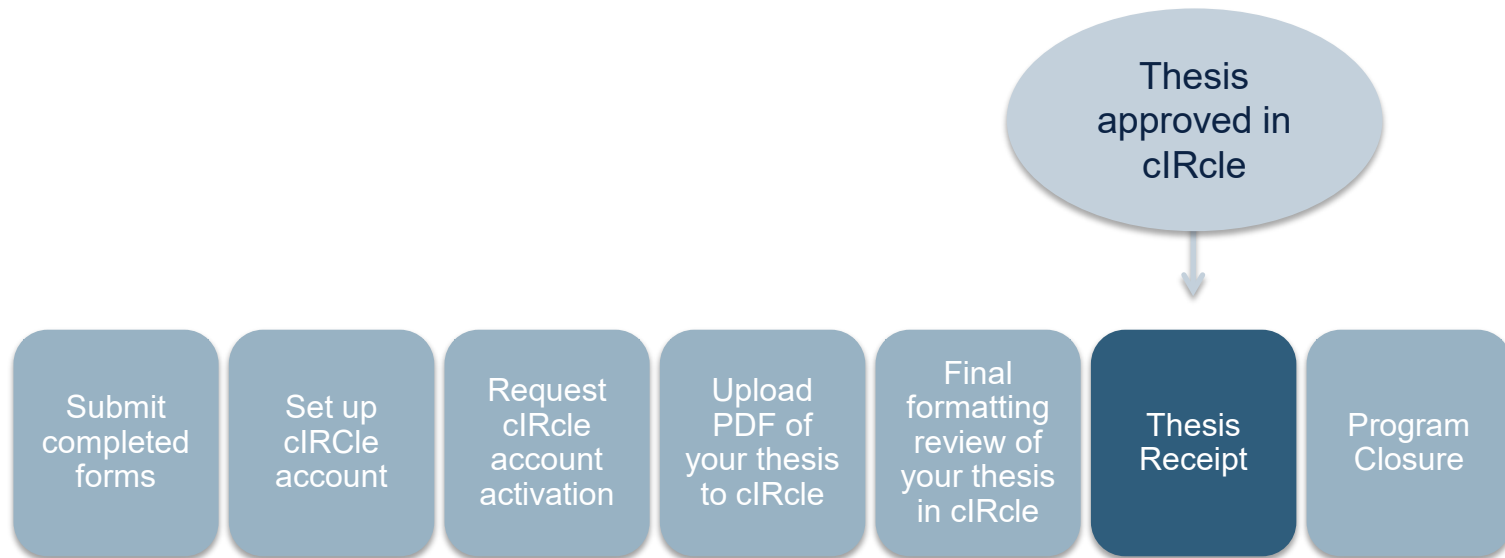 Thesis
approved in
cIRcle
Submit
completed
forms
Set up
cIRCle
account
Request
cIRcle
account
activation
Upload
PDF of
your thesis
to cIRcle
Final
formatting
review of
your thesis
in cIRcle
Thesis
Receipt
Program
Closure